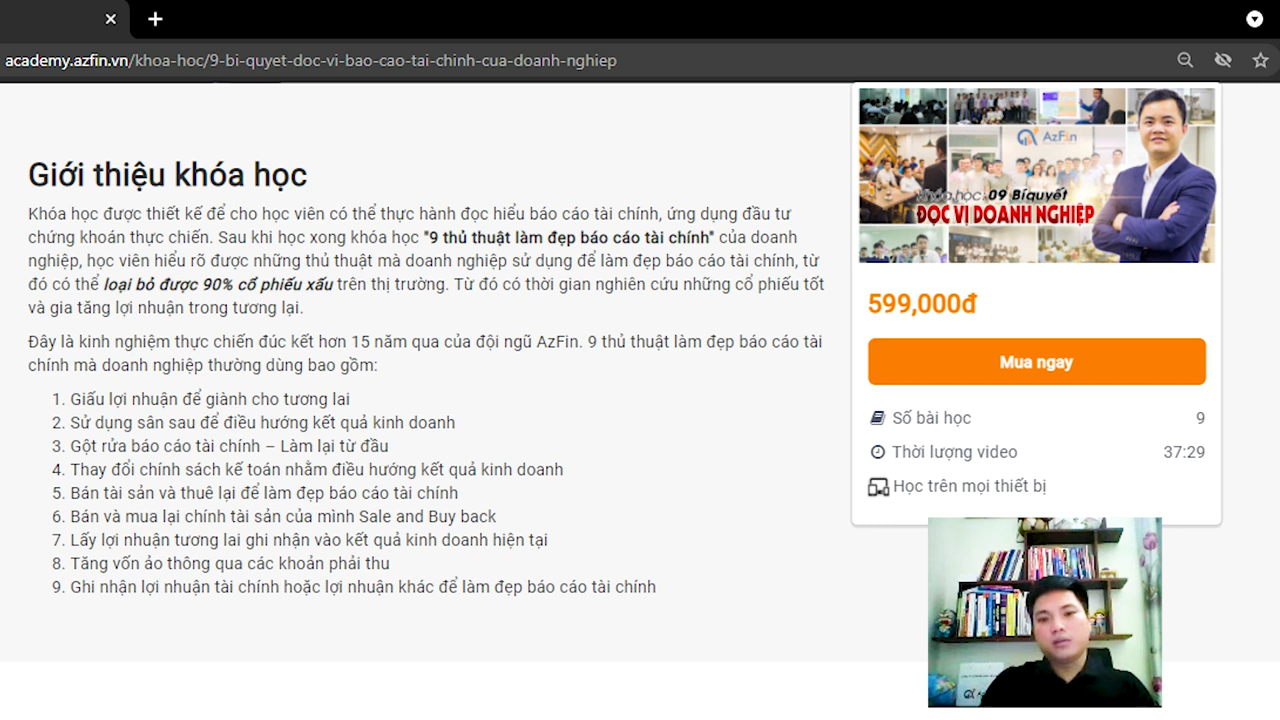 academy.azfin.vn/khoa-hoc/9-bi-quyet-doc-vi-bao-cao-tai-chinh-cua-doanh-nghiep
Giới thiệu khóa học
Khóa học được thiết kế để cho học viên có thể thực hành đọc hiểu báo cáo tài chính, ứng dụng đầu tư
chứng khoán thực chiến. Sau khi học xong khóa học "9 thủ thuật làm đẹp báo cáo tài chính" của doanh
nghiệp, học viên hiểu rõ được những thủ thuật mà doanh nghiệp sử dụng để làm đẹp báo cáo tài chính, từ
đó có thể loại bỏ được 90% cổ phiếu xấu trên thị trường. Từ đó có thời gian nghiên cứu những cổ phiếu tốt
và gia tăng lợi nhuận trong tương lại.
Đây là kinh nghiệm thực chiến đúc kết hơn 15 năm qua của đội ngũ AzFin. 9 thủ thuật làm đẹp báo cáo tài
chính mà doanh nghiệp thường dùng bao gồm:
1. Giấu lợi nhuận để giành cho tương lai
2. Sử dụng sân sau để điều hướng kết quả kinh doanh
3. Gột rửa báo cáo tài chính – Làm lại từ đầu
4. Thay đổi chính sách kế toán nhằm điều hướng kết quả kinh doanh
5. Bán tài sản và thuê lại để làm đẹp báo cáo tài chính
6. Bán và mua lại chính tài sản của mình Sale and Buy back
7. Lấy lợi nhuận tương lai ghi nhận vào kết quả kinh doanh hiện tại
8. Tăng vốn ảo thông qua các khoản phải thu
9. Ghi nhận lợi nhuận tài chính hoặc lợi nhuận khác để làm đẹp báo cáo tài chính
AzFin
khóa học: 09 Bí quyết
ĐỌC VỊ DOANH NGHIỆP
599,000đ
Mua ngay
Số bài học 9
Thời lượng video 37:29
Học trên mọi thiết bị